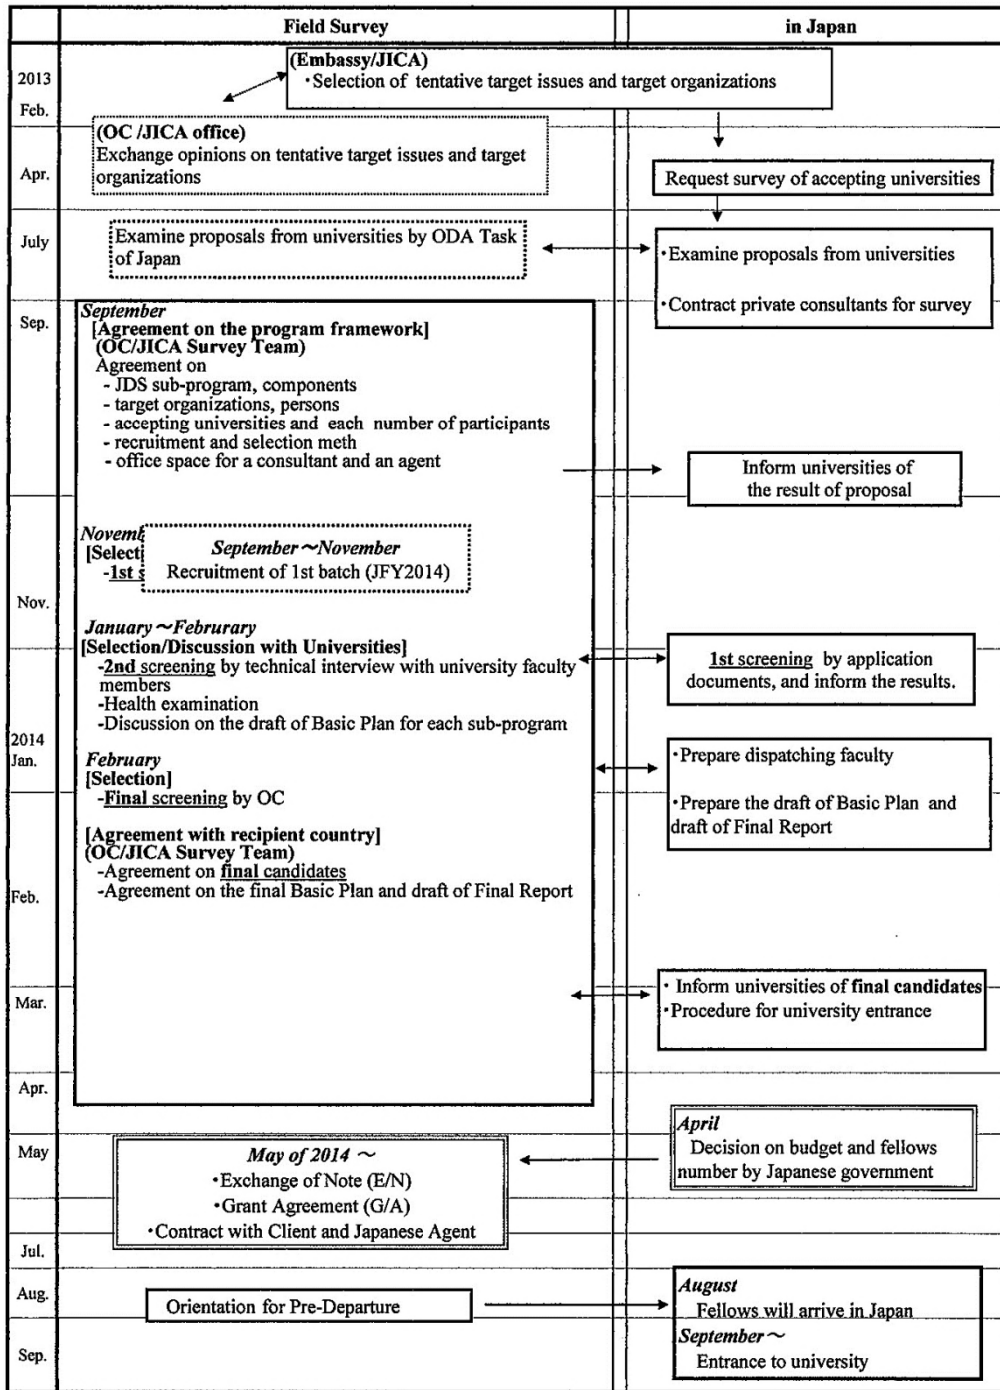 Field Survey
in Japan
2013
Feb.
(Embassy/JICA)
・Selection of tentative target issues and target organizations
(OC /JICA office)
Exchange opinions on tentative target issues and target
organizations
Apr.
Request survey of accepting universities
July
Examine proposals from universities by ODA Task
of Japan
・Examine proposals from universities
・Contract private consultants for survey
Sep.
September
[Agreement on the program framework]
(OC/JICA Survey Team)
Agreement on
- JDS sub-program, components
- target organizations, persons
- accepting universities and each number of participants
- recruitment and selection meth
- office space for a consultant and an agent
Inform universities of
the result of proposal
Novemb
[Select
-1st s
September～November
Recruitment of 1st batch (JFY2014)
Nov.
January～Februrary
[Selection/Discussion with Universities]
-2nd screening by technical interview with university faculty
members
-Health examination
-Discussion on the draft of Basic Plan for each sub-program
1st screening by application
documents, and inform the results.
2014
Jan.
February
[Selection]
-Final screening by OC
・Prepare dispatching faculty
・Prepare the draft of Basic Plan and
draft of Final Report
[Agreement with recipient country]
(OC/JICA Survey Team)
-Agreement on final candidates
-Agreement on the final Basic Plan and draft of Final Report
Feb.
Mar.
・Inform universities of final candidates
・Procedure for university entrance
Apr.
April
Decision on budget and fellows
number by Japanese government
May
May of 2014～
・Exchange of Note (E/N)
・Grant Agreement (G/A)
・Contract with Client and Japanese Agent
Jul.
Aug.
Orientation for Pre-Departure
August
Fellows will arrive in Japan
September～
Entrance to university
Sep.